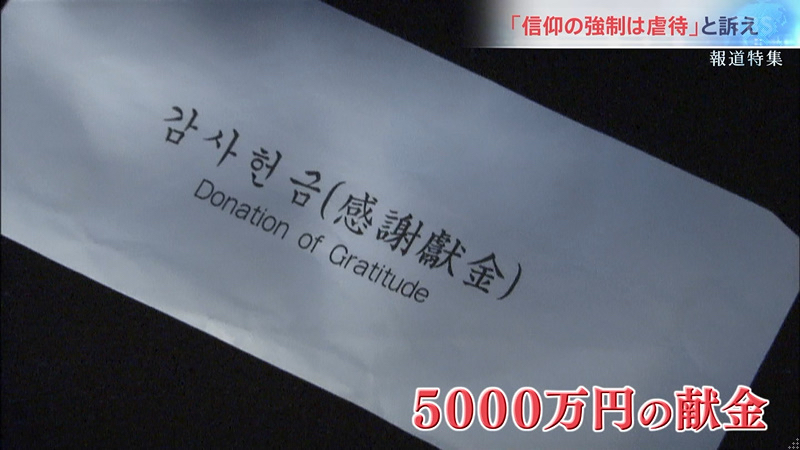 「信仰の強制は虐待」と訴え
報道特集
감사헌금(感謝獻金)
Donation of Gratitude
5000万円の献金